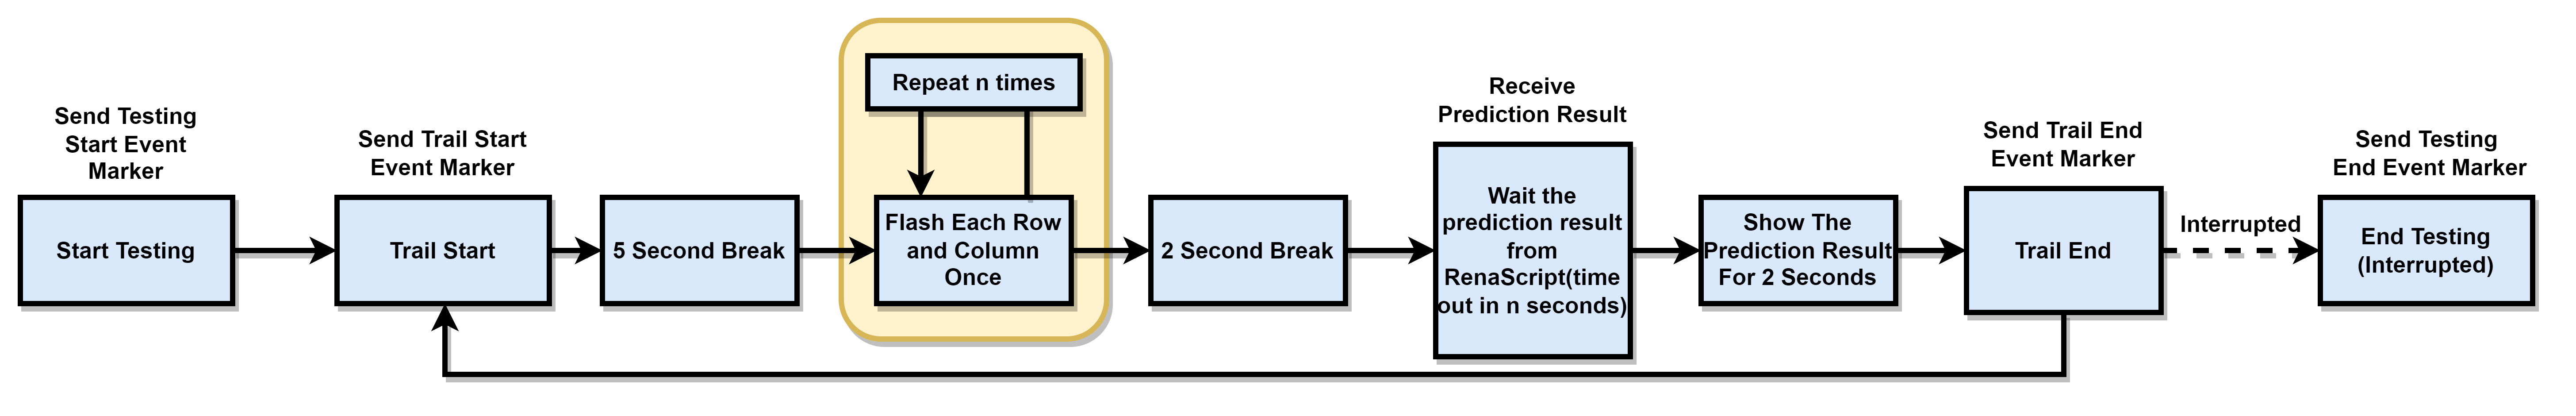 Send Testing
Start Event
Marker
Start Testing
Send Trail Start
Event Marker
Trail Start
5 Second Break
Repeat n times
Flash Each Row
and Column
Once
2 Second Break
Receive
Prediction Result
Wait the
prediction result
from
RenaScript(time
out in n seconds)
Show The
Prediction Result
For 2 Seconds
Send Trail End
Event Marker
Trail End
Interrupted
Send Testing
End Event Marker
End Testing
(Interrupted)